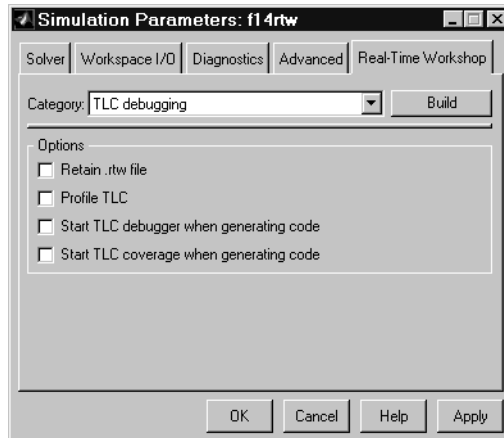 Simulation Parameters: f14rtw
Solver Workspace I/O Diagnostics Advanced Real-Time Workshop
Category: TLC debugging Build
Options
Retain .rtw file
Profile TLC
Start TLC debugger when generating code
Start TLC coverage when generating code
OK Cancel Help Apply